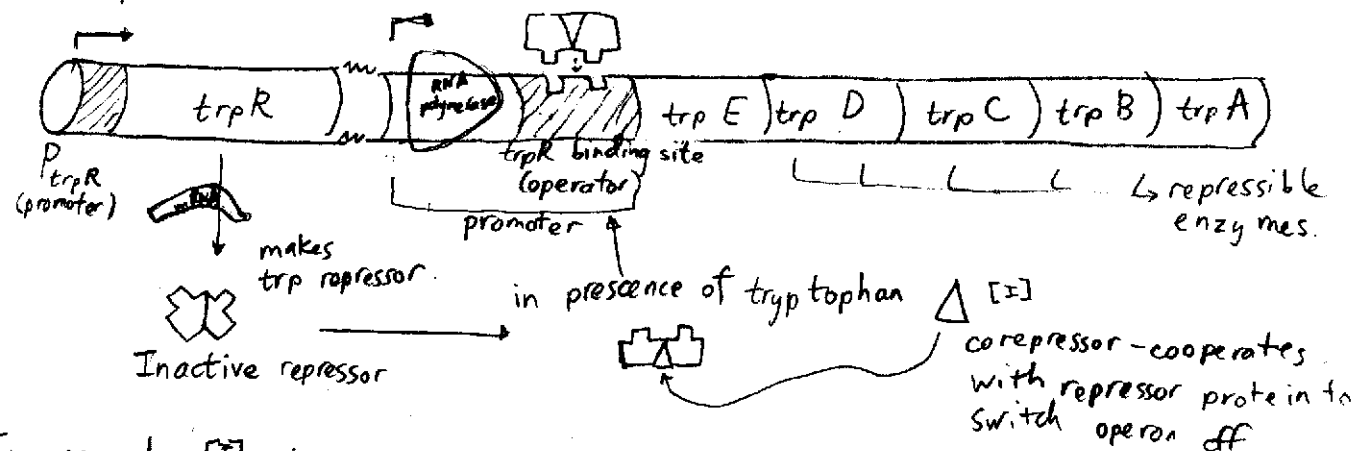 RNA
polymerase
trpR
trp E
trp D
trp C
trp B
trp A
trpR binding site
(operator)
P trpR
(promoter)
mRNA
promoter
↳ repressible
enzymes.
makes
trp repressor.
in prescence of tryptophan Δ [I]
Inactive repressor
corepressor - cooperates
with repressor protein to
switch operon off
[I]